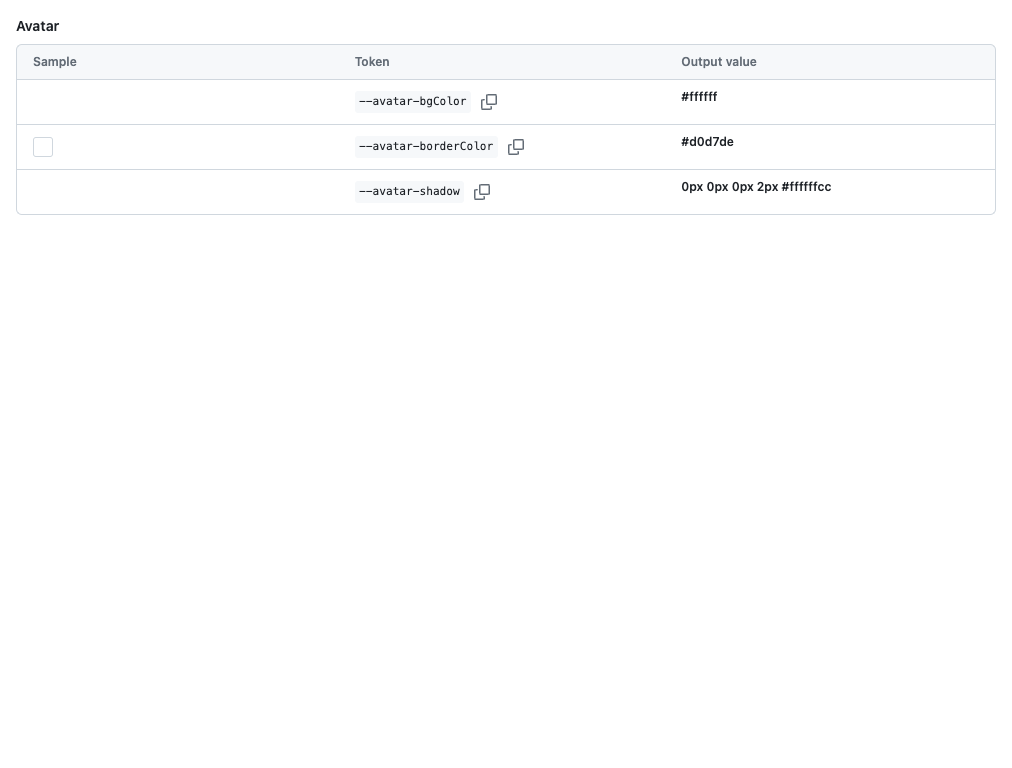 Avatar
Sample Token Output value
--avatar-bgColor #ffffff
--avatar-borderColor #d0d7de
--avatar-shadow 0px 0px 0px 2px #ffffffcc